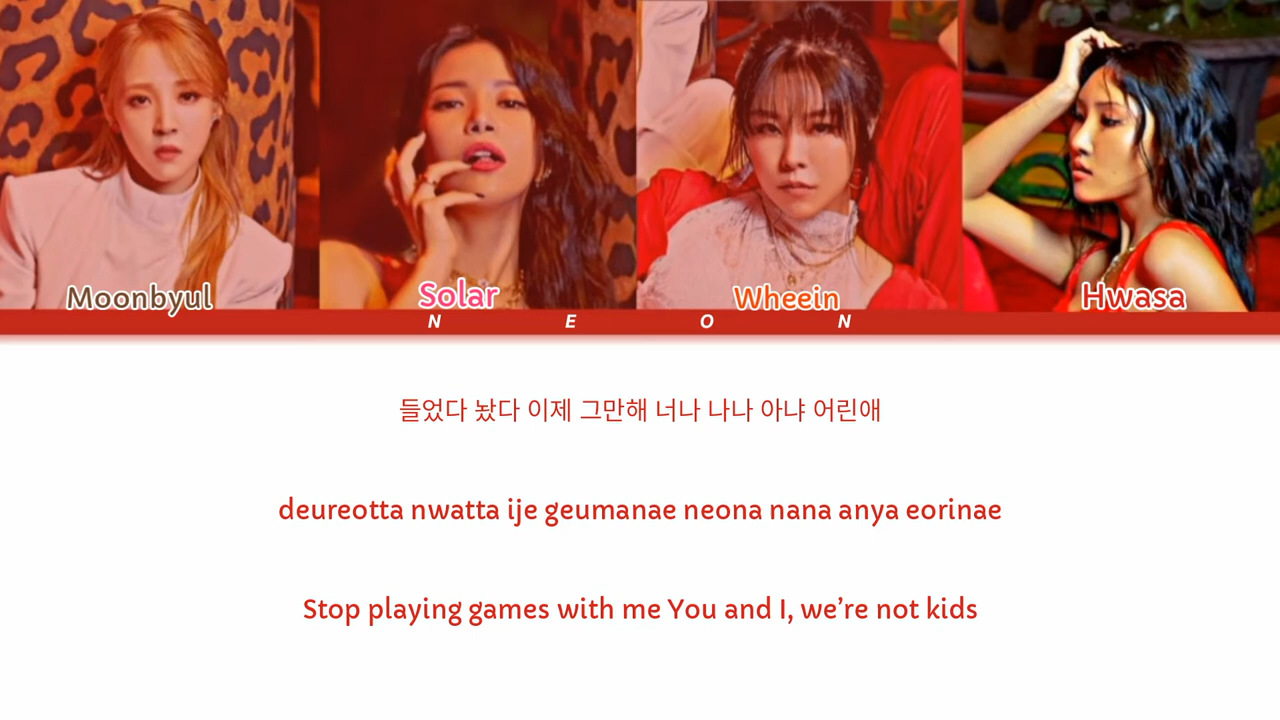 Moonbyul
Solar
Wheein
Hwasa
N E O N
들었다 놨다 이제 그만해 너나 나나 아냐 어린애
deureotta nwatta ije geumanae neona nana anya eorinae
Stop playing games with me You and I, we’re not kids